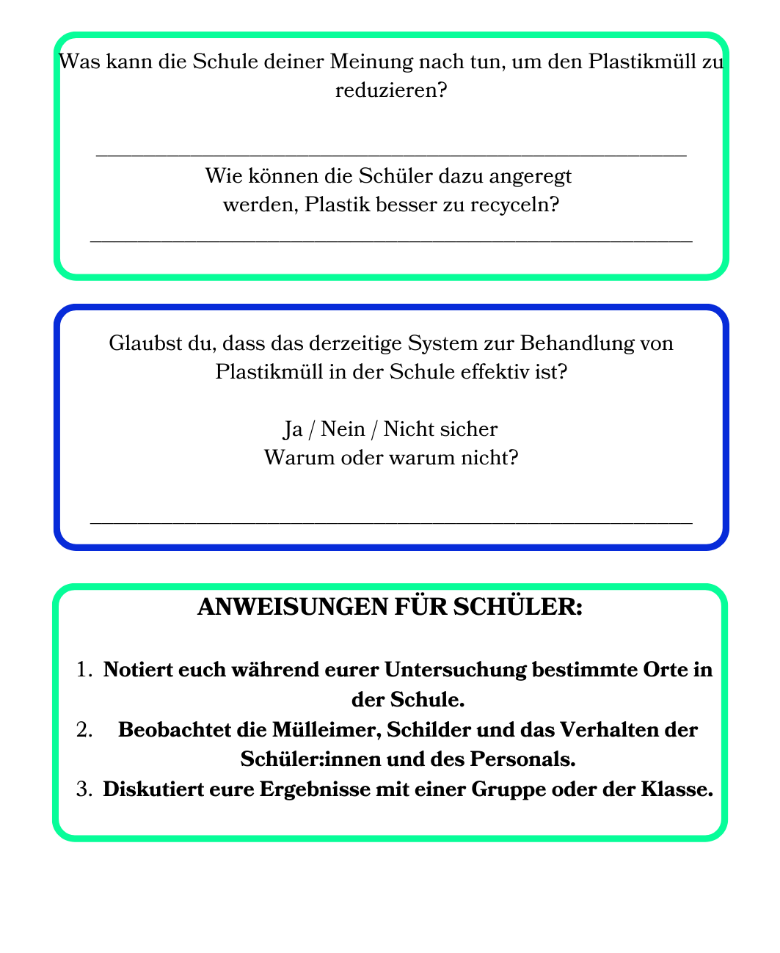 Was kann die Schule deiner Meinung nach tun, um den Plastikmüll zu
reduzieren?
Wie können die Schüler dazu angeregt
werden, Plastik besser zu recyceln?
Glaubst du, dass das derzeitige System zur Behandlung von
Plastikmüll in der Schule effektiv ist?
Ja / Nein / Nicht sicher
Warum oder warum nicht?
ANWEISUNGEN FÜR SCHÜLER:
1. Notiert euch während eurer Untersuchung bestimmte Orte in
der Schule.
2. Beobachtet die Mülleimer, Schilder und das Verhalten der
Schüler:innen und des Personals.
3. Diskutiert eure Ergebnisse mit einer Gruppe oder der Klasse.